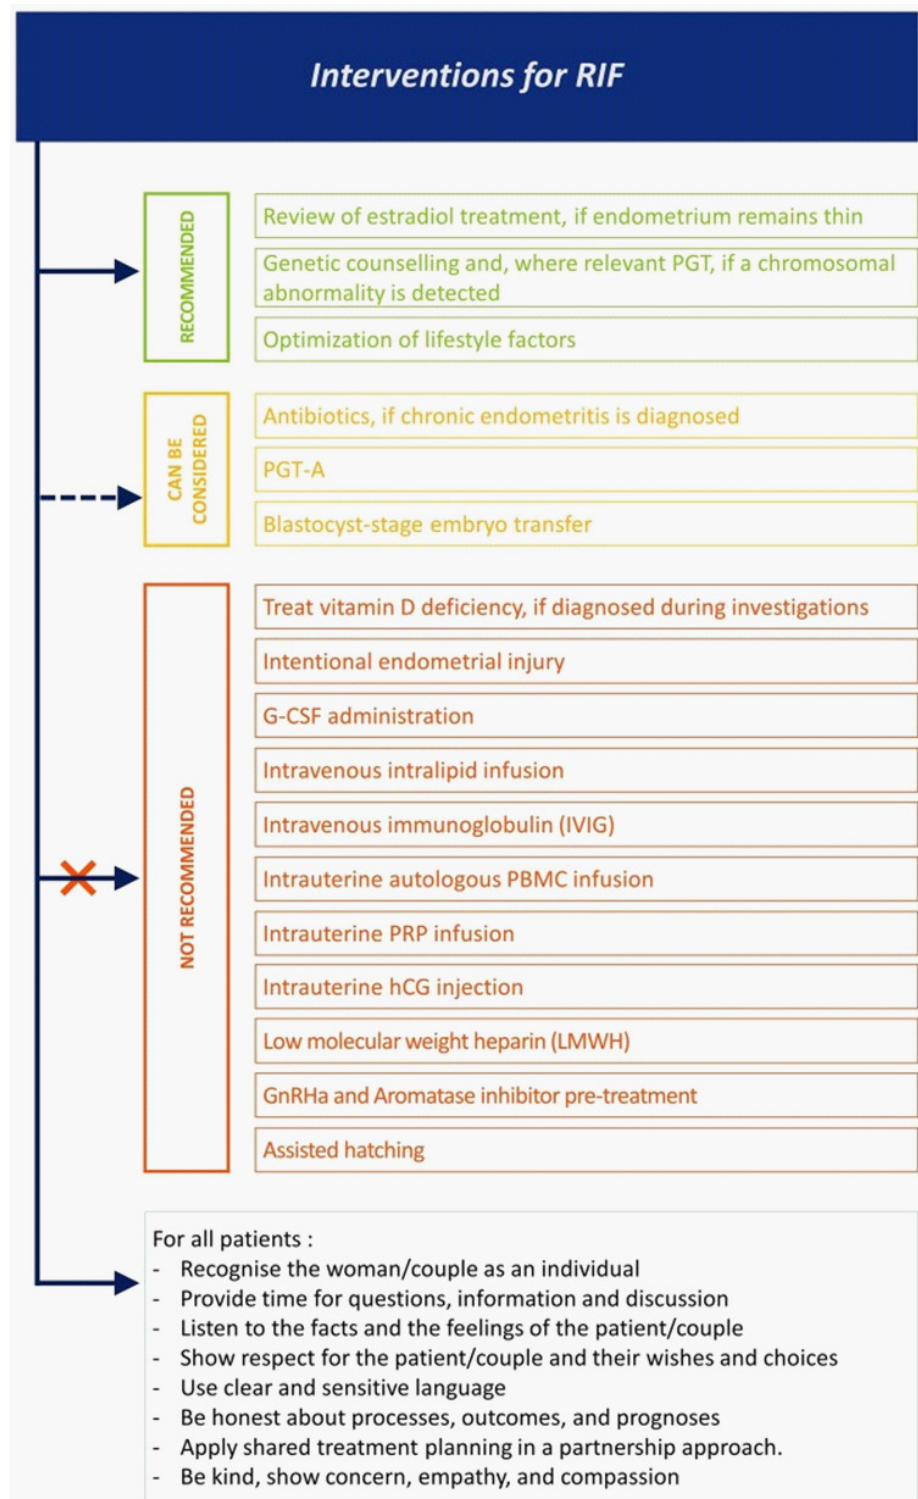 Interventions for RIF
RECOMMENDED
Review of estradiol treatment, if endometrium remains thin
Genetic counselling and, where relevant PGT, if a chromosomal
abnormality is detected
Optimization of lifestyle factors
CAN BE
CONSIDERED
Antibiotics, if chronic endometritis is diagnosed
PGT-A
Blastocyst-stage embryo transfer
NOT RECOMMENDED
Treat vitamin D deficiency, if diagnosed during investigations
Intentional endometrial injury
G-CSF administration
Intravenous intralipid infusion
Intravenous immunoglobulin (IVIG)
Intrauterine autologous PBMC infusion
Intrauterine PRP infusion
Intrauterine hCG injection
Low molecular weight heparin (LMWH)
GnRHa and Aromatase inhibitor pre-treatment
Assisted hatching
For all patients :
- Recognise the woman/couple as an individual
- Provide time for questions, information and discussion
- Listen to the facts and the feelings of the patient/couple
- Show respect for the patient/couple and their wishes and choices
- Use clear and sensitive language
- Be honest about processes, outcomes, and prognoses
- Apply shared treatment planning in a partnership approach.
- Be kind, show concern, empathy, and compassion